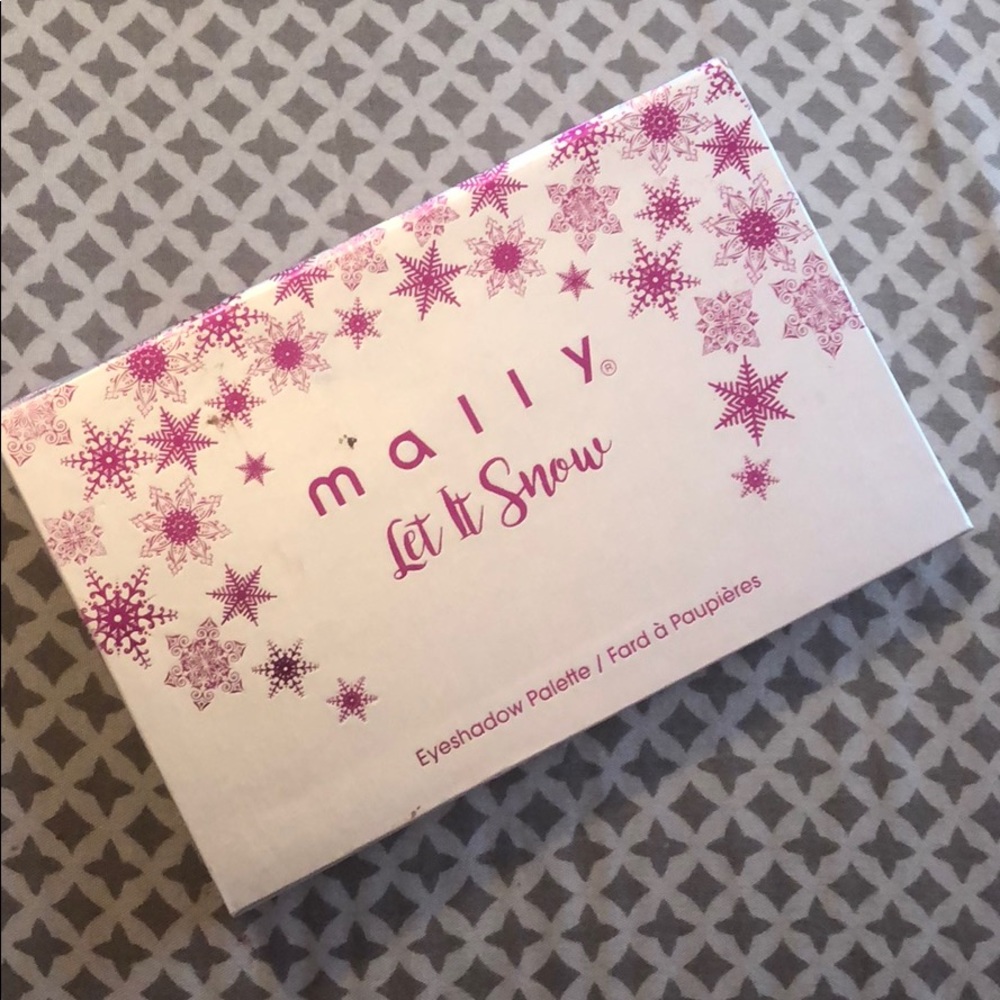 mally®
Let It Snow
Eyeshadow Palette / Fard à Paupières